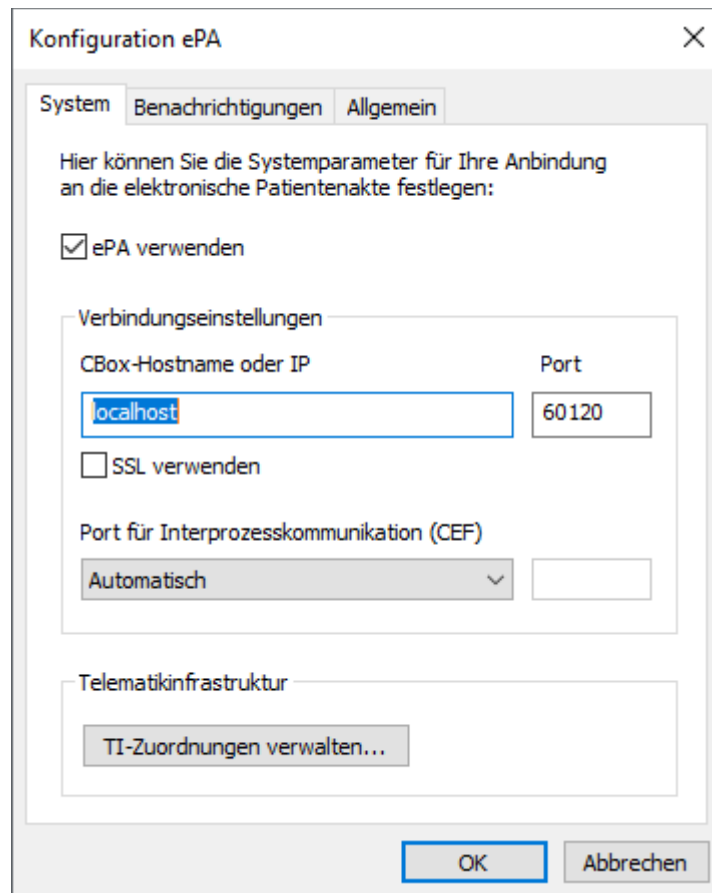 Konfiguration ePA
System
Benachrichtigungen
Allgemein
Hier können Sie die Systemparameter für Ihre Anbindung
an die elektronische Patientenakte festlegen:
ePA verwenden
Verbindungseinstellungen
CBox-Hostname oder IP
Port
localhost
60120
SSL verwenden
Port für Interprozesskommunikation (CEF)
Automatisch
Telematikinfrastruktur
TI-Zuordnungen verwalten...
OK
Abbrechen